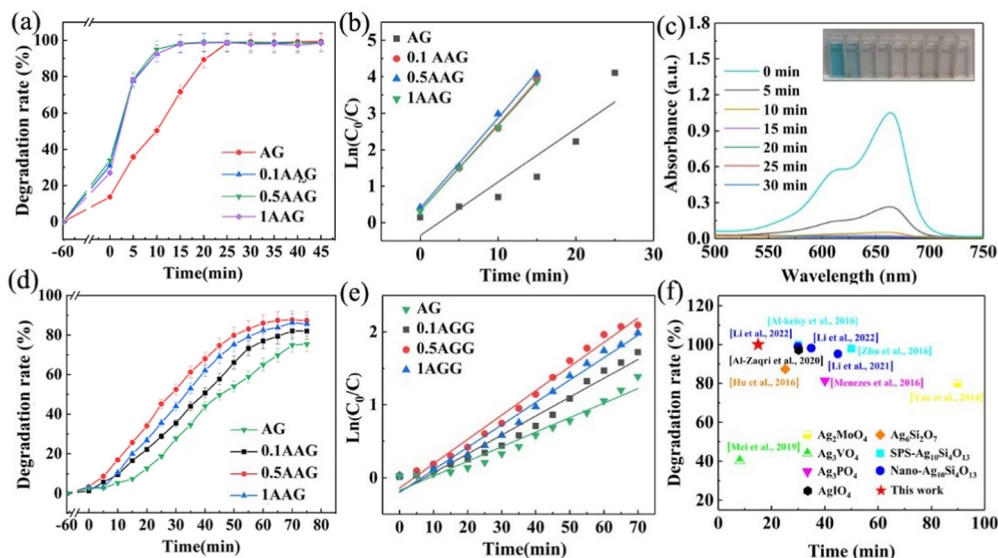 (a)
Degradation rate (%)
120
100
80
60
40
20
0
AG
0.1AAG
0.5AAG
1AAG
-60 0 5 10 15 20 25 30 35 40 45
Time(min)
(b)
Ln(C0/C)
5
4
3
2
1
0
AG
0.1 AAG
0.5AAG
1AAG
0 10 20 30
Time (min)
(c)
Absorbance (a.u.)
1.8
1.5
1.2
0.9
0.6
0.3
0.0
0 min
5 min
10 min
15 min
20 min
25 min
30 min
500 550 600 650 700 750
Wavelength (nm)
(d)
Degradation rate (%)
100
80
60
40
20
0
AG
0.1AAG
0.5AAG
1AAG
-60 0 10 20 30 40 50 60 70 80
Time(min)
(e)
Ln(C0/C)
2
1
0
AG
0.1AGG
0.5AGG
1AGG
0 10 20 30 40 50 60 70
Time(min)
(f)
Degradation rate (%)
120
100
80
60
40
20
[Al-keisy et al., 2016]
[Li et al., 2022]
[Li et al., 2022]
[Zhu et al., 2016]
[Al-Zaqri et al., 2020]
[Li et al., 2021]
[Hu et al., 2016]
[Menezes et al., 2016]
[Mei et al., 2019]
Ag2MoO4
Ag3VO4
Ag3PO4
AgIO4
Ag6Si2O7
SPS-Ag10Si4O13
Nano-Ag10Si4O13
This work
0 20 40 60 80 100
Time (min)